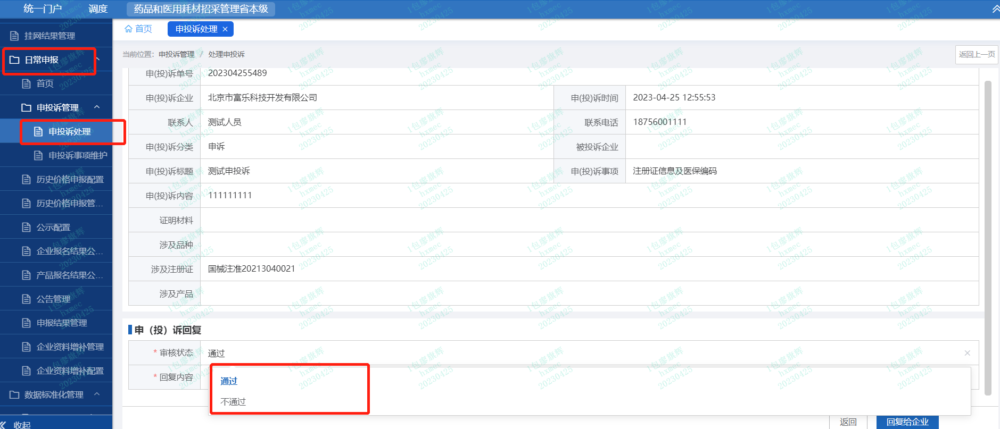 统一门户 调度 药品和医用耗材招采管理省本级
首页 申投诉处理 ×
当前位置： 申投诉管理 / 处理申投诉 返回上一页
挂网结果管理
日常申报
首页
申投诉管理
申投诉处理
申投诉事项维护
历史价格申报配置
历史价格申报管...
公示配置
企业报名结果公...
产品报名结果公...
公告管理
申报结果管理
企业资料增补管理
企业资料增补配置
数据标准化管理
收起
申(投)诉单号 202304255489
申(投)诉企业 北京市富乐科技开发有限公司 申(投)诉时间 2023-04-25 12:55:53
联系人 测试人员 联系电话 18756001111
申(投)诉分类 申诉 被投诉企业
申(投)诉标题 测试申投诉 申(投)诉事项 注册证信息及医保编码
申(投)诉内容 111111111
证明材料
涉及品种
涉及注册证 国械注准20213040021
涉及产品
申（投）诉回复
* 审核状态 通过
* 回复内容
通过
不通过
返回 回复给企业
1包廖旗辉
hxmec
20230425